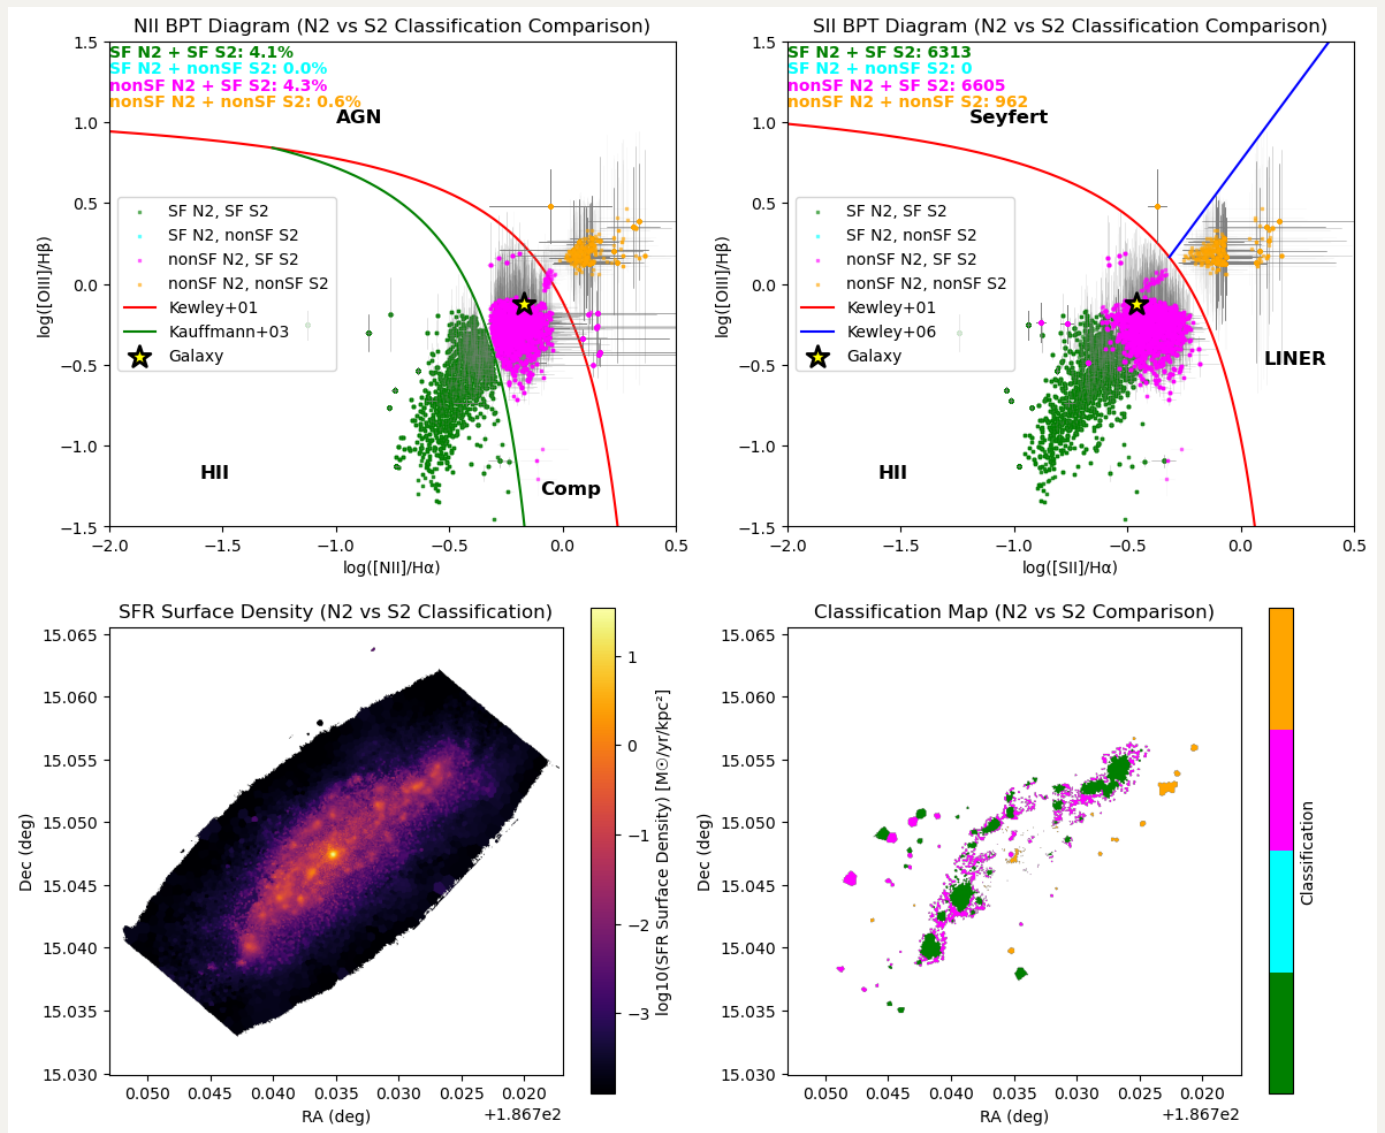 NII BPT Diagram (N2 vs S2 Classification Comparison)
1.5
1.0
0.5
0.0
−0.5
−1.0
−1.5
log([OIII]/Hβ)
SF N2 + SF S2: 4.1%
SF N2 + nonSF S2: 0.0%
nonSF N2 + SF S2: 4.3%
nonSF N2 + nonSF S2: 0.6%
AGN
SF N2, SF S2
SF N2, nonSF S2
nonSF N2, SF S2
nonSF N2, nonSF S2
Kewley+01
Kauffmann+03
Galaxy
HII
Comp
−2.0 −1.5 −1.0 −0.5 0.0 0.5
log([NII]/Hα)
SII BPT Diagram (N2 vs S2 Classification Comparison)
1.5
1.0
0.5
0.0
−0.5
−1.0
−1.5
log([OIII]/Hβ)
SF N2 + SF S2: 6313
SF N2 + nonSF S2: 0
nonSF N2 + SF S2: 6605
nonSF N2 + nonSF S2: 962
Seyfert
SF N2, SF S2
SF N2, nonSF S2
nonSF N2, SF S2
nonSF N2, nonSF S2
Kewley+01
Kewley+06
Galaxy
LINER
HII
−2.0 −1.5 −1.0 −0.5 0.0 0.5
log([SII]/Hα)
SFR Surface Density (N2 vs S2 Classification)
15.065
15.060
15.055
15.050
15.045
15.040
15.035
15.030
Dec (deg)
0.050 0.045 0.040 0.035 0.030 0.025 0.020
RA (deg)
+1.867e2
1
0
−1
−2
−3
log10(SFR Surface Density) [M☉/yr/kpc²]
Classification Map (N2 vs S2 Comparison)
15.065
15.060
15.055
15.050
15.045
15.040
15.035
15.030
Dec (deg)
0.050 0.045 0.040 0.035 0.030 0.025 0.020
RA (deg)
+1.867e2
Classification